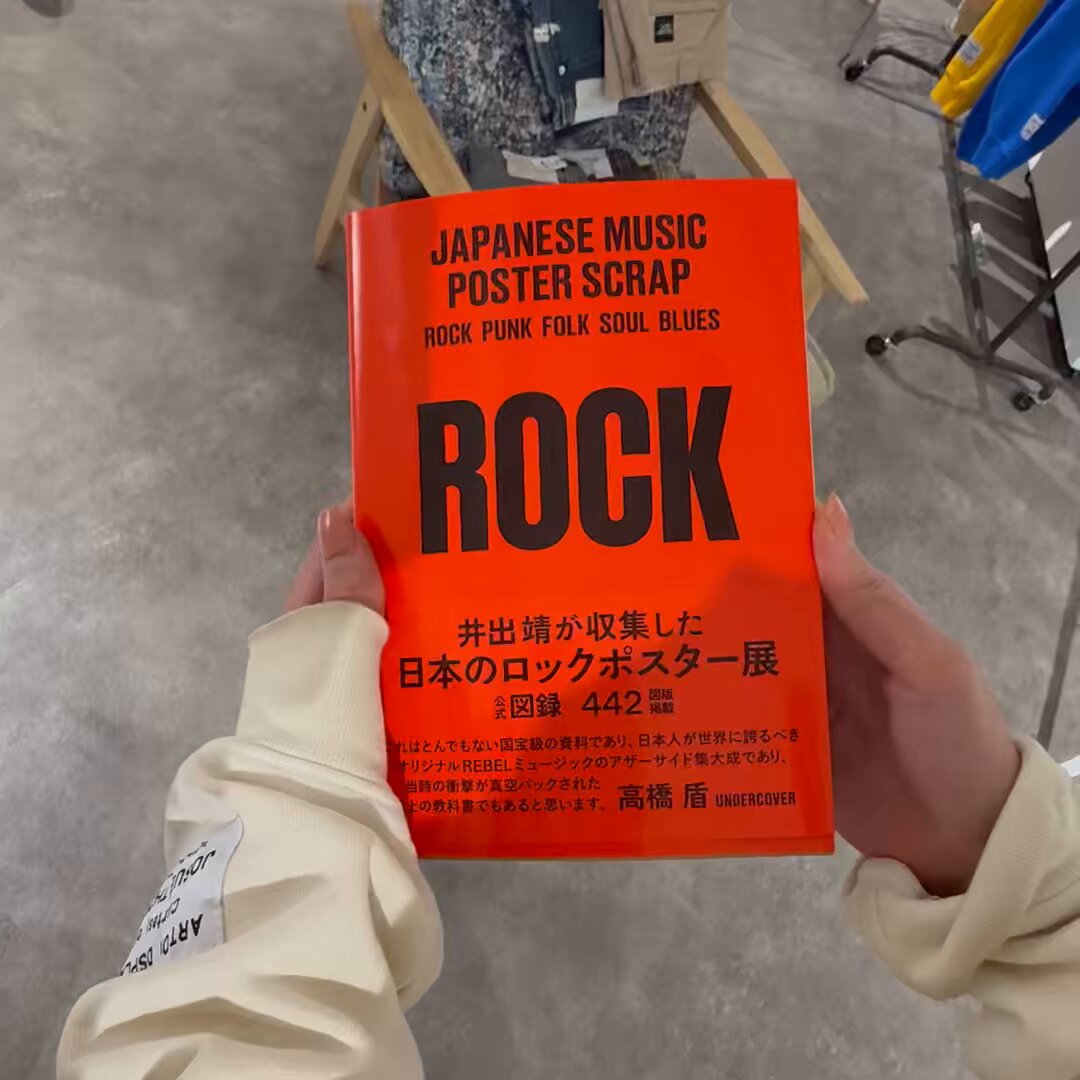 JAPANESE MUSIC
POSTER SCRAP
ROCK PUNK FOLK SOUL BLUES
ROCK
井出 靖が収集した
日本のロックポスター展
公式 図録 442 図版掲載
れはとんでもない国宝級の資料であり、日本人が世界に誇るべき
オリジナルREBELミュージックのアザーサイド集大成であり、
当時の衝撃が真空パックされた
上の教科書でもあると思います。 高橋 盾 UNDERCOVER